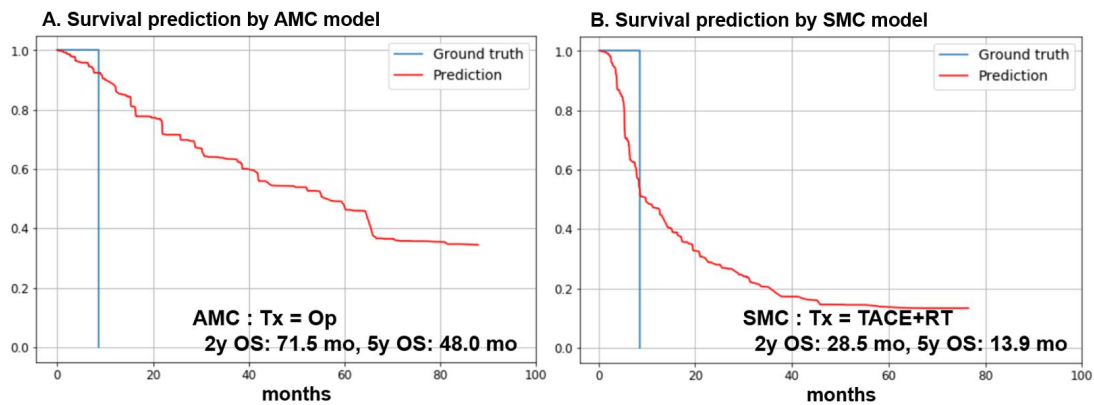 A. Survival prediction by AMC model
1.0
0.8
0.6
0.4
0.2
0.0
Ground truth
Prediction
AMC : Tx = Op
2y OS: 71.5 mo, 5y OS: 48.0 mo
0 20 40 60 80 100
months
B. Survival prediction by SMC model
1.0
0.8
0.6
0.4
0.2
0.0
Ground truth
Prediction
SMC : Tx = TACE+RT
2y OS: 28.5 mo, 5y OS: 13.9 mo
0 20 40 60 80 100
months